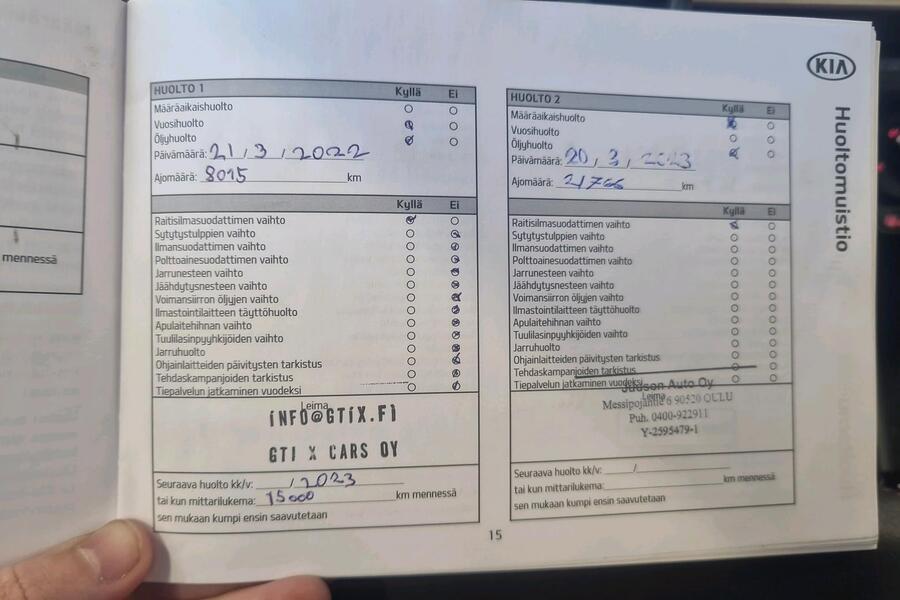 mennessä
KIA
Huoltomuistio
HUOLTO 1 Kyllä Ei
Määräaikaishuolto
Vuosihuolto
Öljyhuolto
Päivämäärä: 21 / 3 / 2022
Ajomäärä: 8015 km
Kyllä Ei
Raitisilmasuodattimen vaihto
Sytytystulppien vaihto
Ilmansuodattimen vaihto
Polttoainesuodattimen vaihto
Jarrunesteen vaihto
Jäähdytysnesteen vaihto
Voimansiirron öljyjen vaihto
Ilmastointilaitteen täyttöhuolto
Apulaitehihnan vaihto
Tuulilasinpyyhkijöiden vaihto
Jarruhuolto
Ohjainlaitteiden päivitysten tarkistus
Tehdaskampanjoiden tarkistus
Tiepalvelun jatkaminen vuodeksi
Leima
iNFO@GTiX.Fi
GTI X CARS OY
Seuraava huolto kk/v: / 2023
tai kun mittarilukema: 15000 km mennessä
sen mukaan kumpi ensin saavutetaan
HUOLTO 2 Kyllä Ei
Määräaikaishuolto
Vuosihuolto
Öljyhuolto
Päivämäärä: 20 / 3 / 2023
Ajomäärä: 21766 km
Kyllä Ei
Raitisilmasuodattimen vaihto
Sytytystulppien vaihto
Ilmansuodattimen vaihto
Polttoainesuodattimen vaihto
Jarrunesteen vaihto
Jäähdytysnesteen vaihto
Voimansiirron öljyjen vaihto
Ilmastointilaitteen täyttöhuolto
Apulaitehihnan vaihto
Tuulilasinpyyhkijöiden vaihto
Jarruhuolto
Ohjainlaitteiden päivitysten tarkistus
Tehdaskampanjoiden tarkistus
Tiepalvelun jatkaminen vuodeksi
Auto Oy
Leima
Messipojantie 6 90520 OULU
Puh. 0400-922911
Y-2595479-1
Seuraava huolto kk/v: /
tai kun mittarilukema: km mennessä
sen mukaan kumpi ensin saavutetaan
15